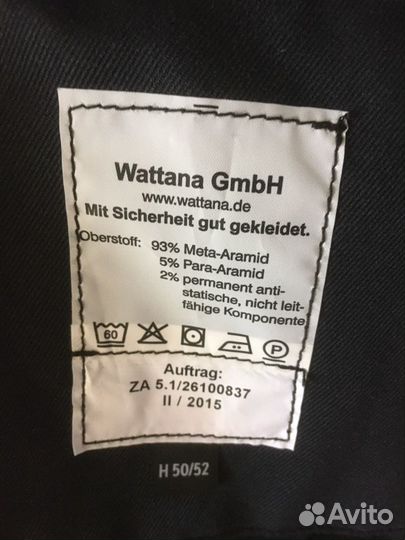 Wattana GmbH
www.wattana.de
Mit Sicherheit gut gekleidet.
Oberstoff: 93% Meta-Aramid
5% Para-Aramid
2% permanent anti-
statische, nicht leit-
fähige Komponente
60 P
Auftrag:
ZA 5.1/26100837
II / 2015
H 50/52
Avito